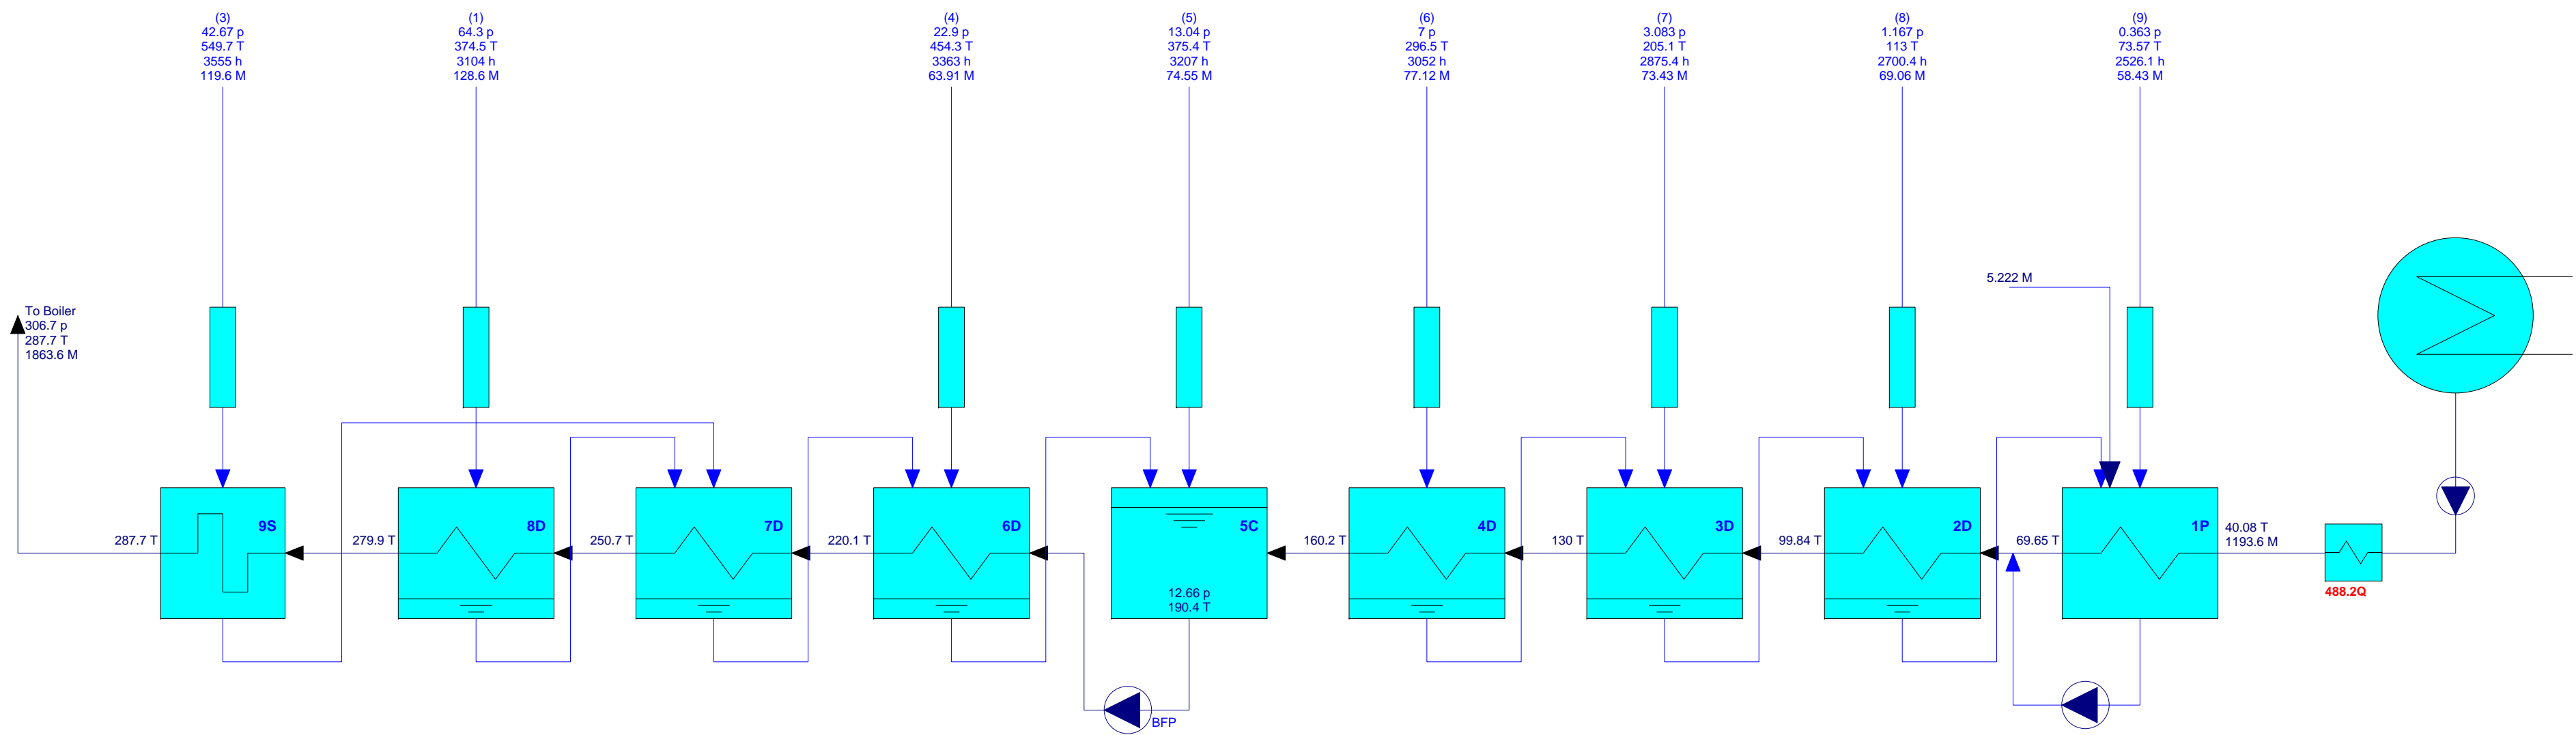 (3)
42.67 p
549.7 T
3555 h
119.6 M
(1)
64.3 p
374.5 T
3104 h
128.6 M
(4)
22.9 p
454.3 T
3363 h
63.91 M
(5)
13.04 p
375.4 T
3207 h
74.55 M
(6)
7 p
296.5 T
3052 h
77.12 M
(7)
3.083 p
205.1 T
2875.4 h
73.43 M
(8)
1.167 p
113 T
2700.4 h
69.06 M
(9)
0.363 p
73.57 T
2526.1 h
58.43 M
5.222 M
To Boiler
306.7 p
287.7 T
1863.6 M
287.7 T
9S
279.9 T
8D
250.7 T
7D
220.1 T
6D
5C
12.66 p
190.4 T
160.2 T
4D
130 T
3D
99.84 T
2D
69.65 T
1P
40.08 T
1193.6 M
488.2Q
BFP